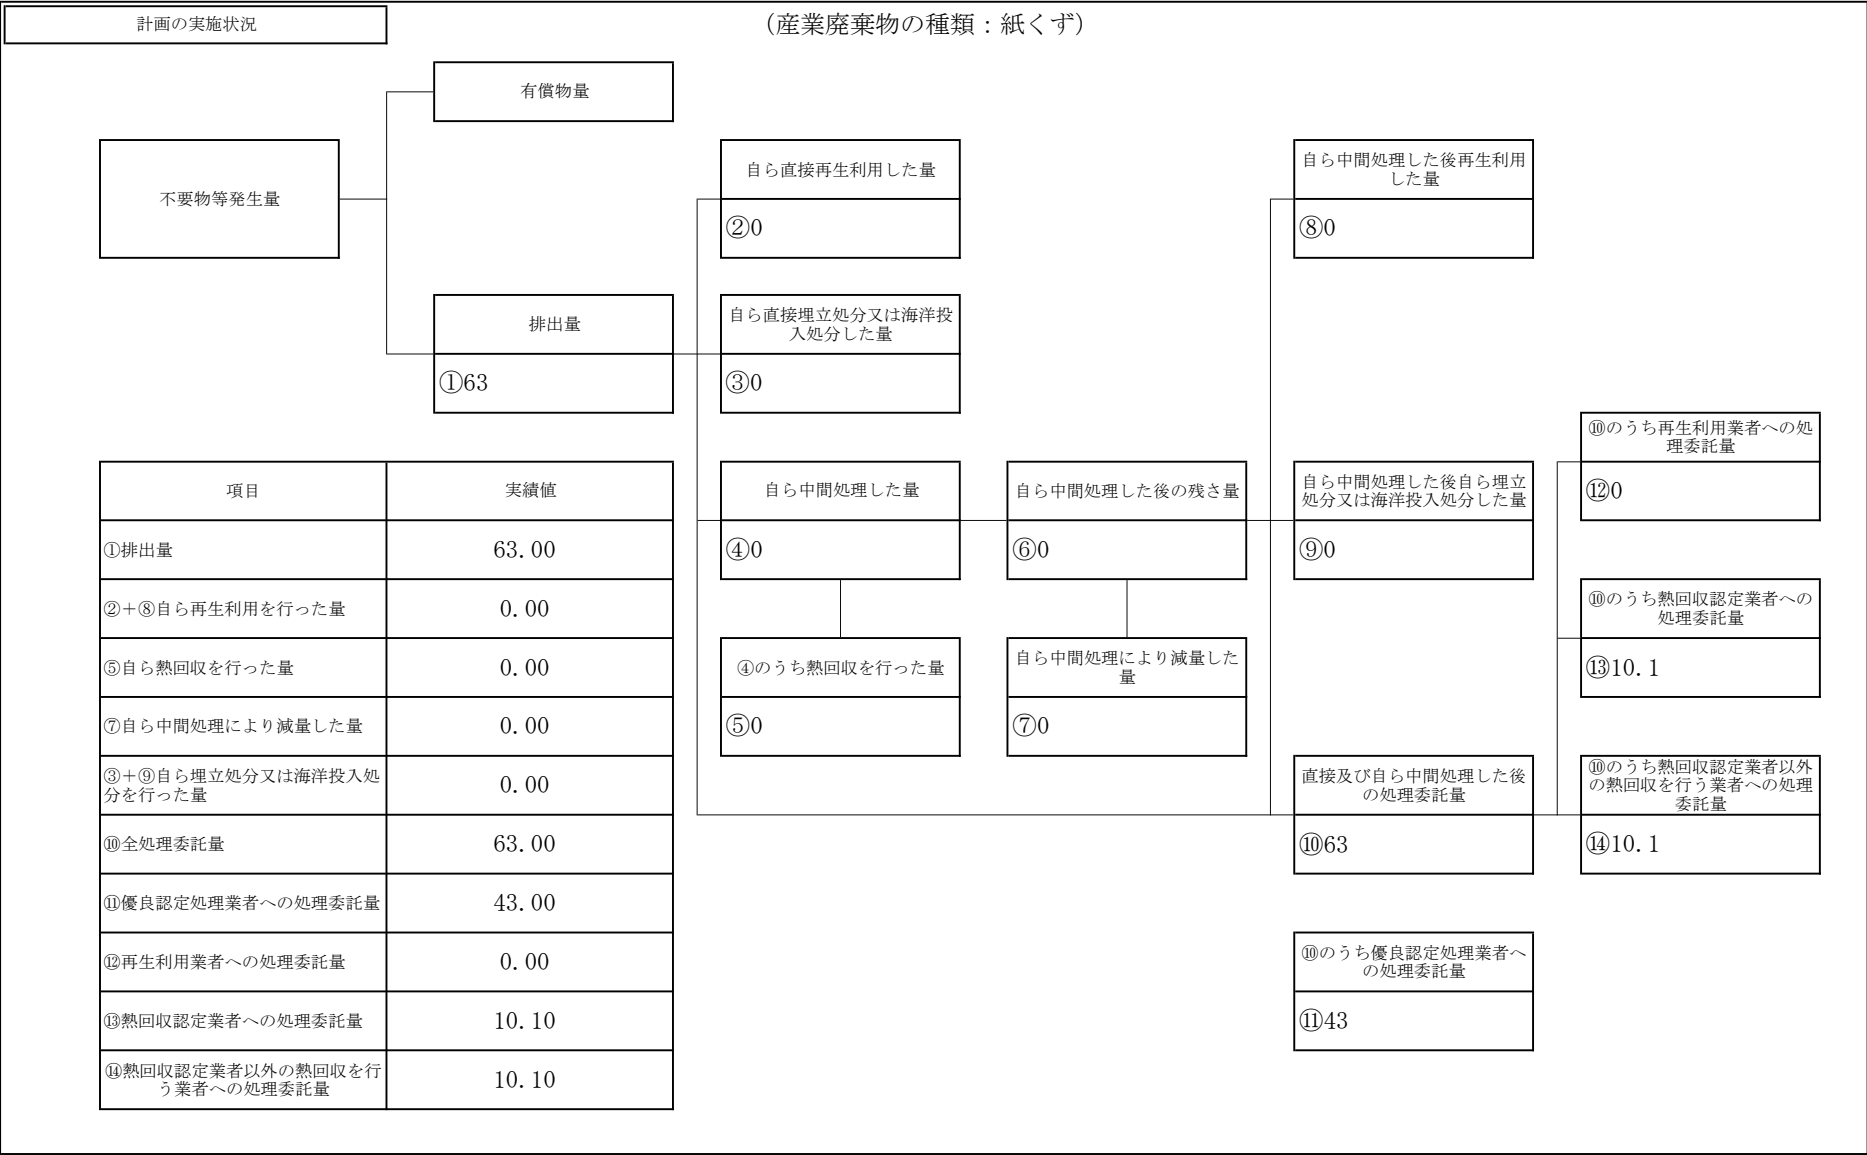 計画の実施状況
（産業廃棄物の種類：紙くず）
有償物量
不要物等発生量
自ら直接再生利用した量
②0
自ら中間処理した後再生利用
した量
⑧0
排出量
①63
自ら直接埋立処分又は海洋投
入処分した量
③0
⑩のうち再生利用業者への処
理委託量
⑫0
自ら中間処理した量
④0
自ら中間処理した後の残さ量
⑥0
自ら中間処理した後自ら埋立
処分又は海洋投入処分した量
⑨0
⑩のうち熱回収認定業者への
処理委託量
⑬10.1
④のうち熱回収を行った量
⑤0
自ら中間処理により減量した
量
⑦0
直接及び自ら中間処理した後
の処理委託量
⑩63
⑩のうち熱回収認定業者以外
の熱回収を行う業者への処理
委託量
⑭10.1
⑩のうち優良認定処理業者へ
の処理委託量
⑪43
項目 実績値
①排出量 63.00
②＋⑧自ら再生利用を行った量 0.00
⑤自ら熱回収を行った量 0.00
⑦自ら中間処理により減量した量 0.00
③＋⑨自ら埋立処分又は海洋投入処
分を行った量 0.00
⑩全処理委託量 63.00
⑪優良認定処理業者への処理委託量 43.00
⑫再生利用業者への処理委託量 0.00
⑬熱回収認定業者への処理委託量 10.10
⑭熱回収認定業者以外の熱回収を行
う業者への処理委託量 10.10